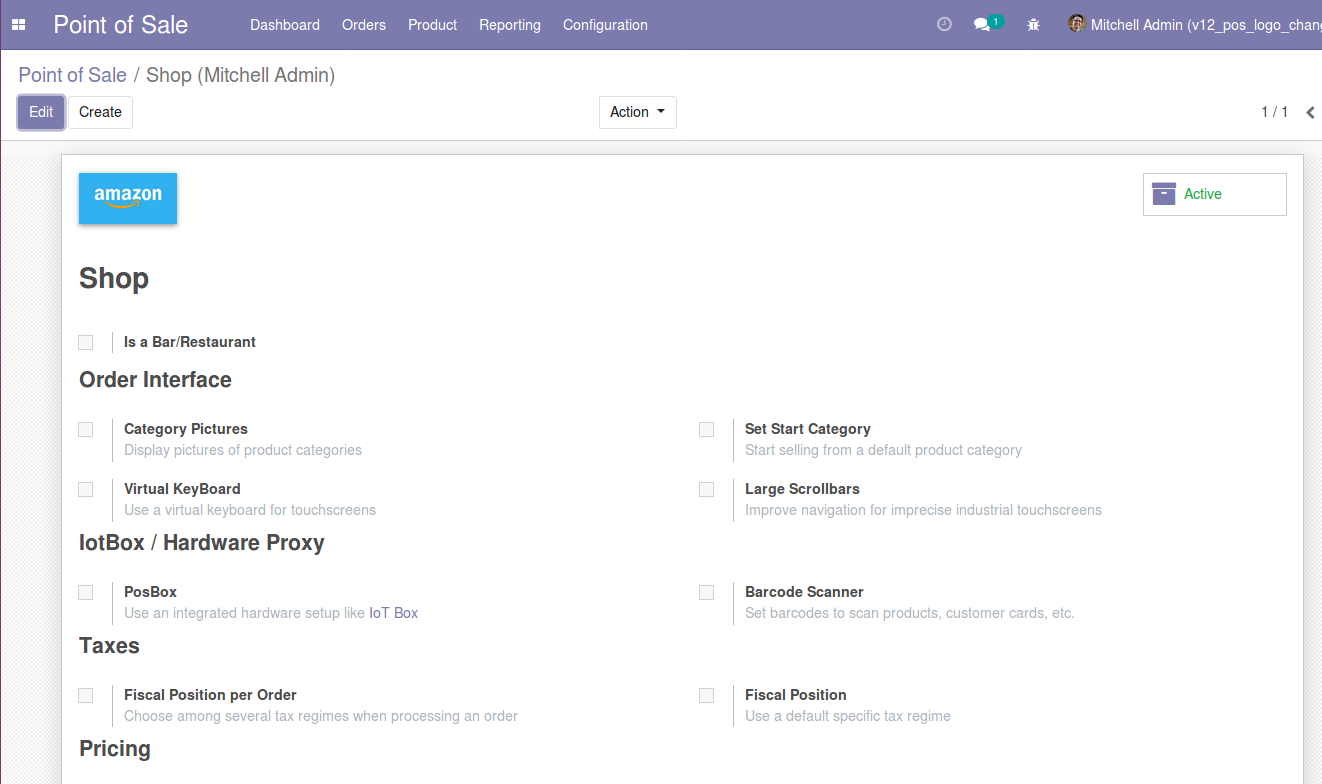 Point of Sale Dashboard Orders Product Reporting Configuration 1 Mitchell Admin (v12_pos_logo_chang
Point of Sale / Shop (Mitchell Admin)
Edit Create Action 1 / 1
amazon Active
Shop
Is a Bar/Restaurant
Order Interface
Category Pictures Set Start Category
Display pictures of product categories Start selling from a default product category
Virtual KeyBoard Large Scrollbars
Use a virtual keyboard for touchscreens Improve navigation for imprecise industrial touchscreens
IotBox / Hardware Proxy
PosBox Barcode Scanner
Use an integrated hardware setup like IoT Box Set barcodes to scan products, customer cards, etc.
Taxes
Fiscal Position per Order Fiscal Position
Choose among several tax regimes when processing an order Use a default specific tax regime
Pricing